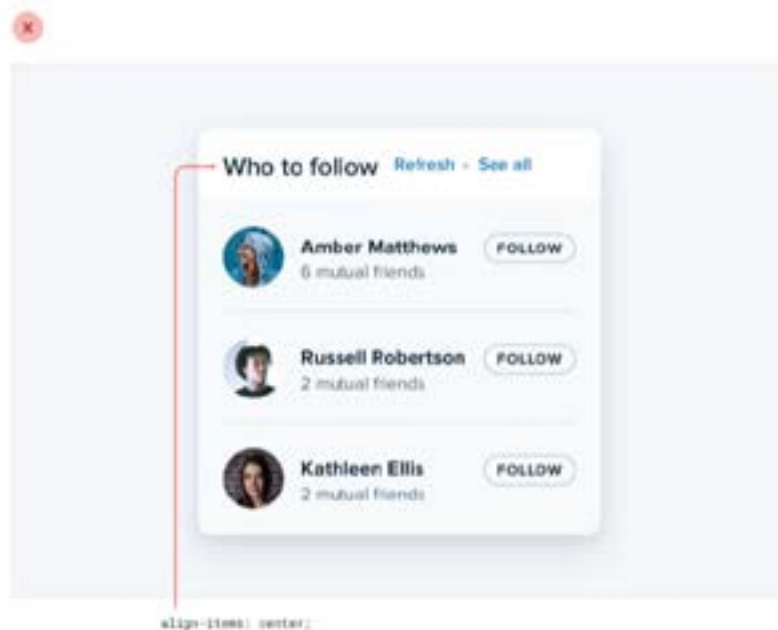 Who to follow Refresh · See all
Amber Matthews FOLLOW
6 mutual friends
Russell Robertson FOLLOW
2 mutual friends
Kathleen Ellis FOLLOW
2 mutual friends
align-items: center;